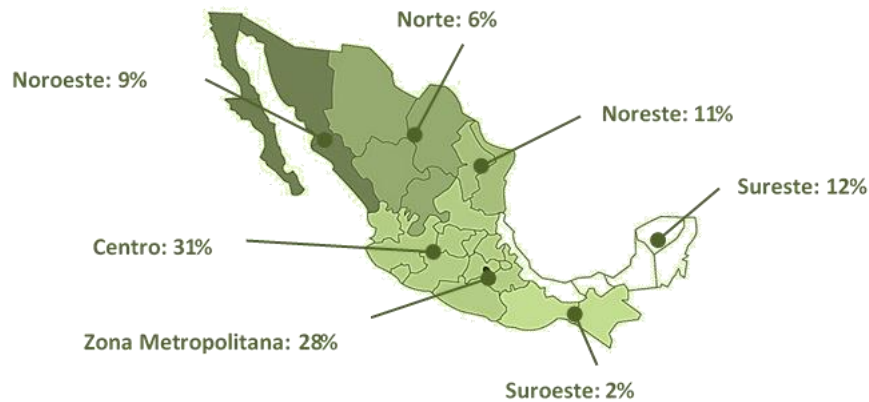 Norte: 6%
Noroeste: 9%
Noreste: 11%
Sureste: 12%
Centro: 31%
Zona Metropolitana: 28%
Suroeste: 2%